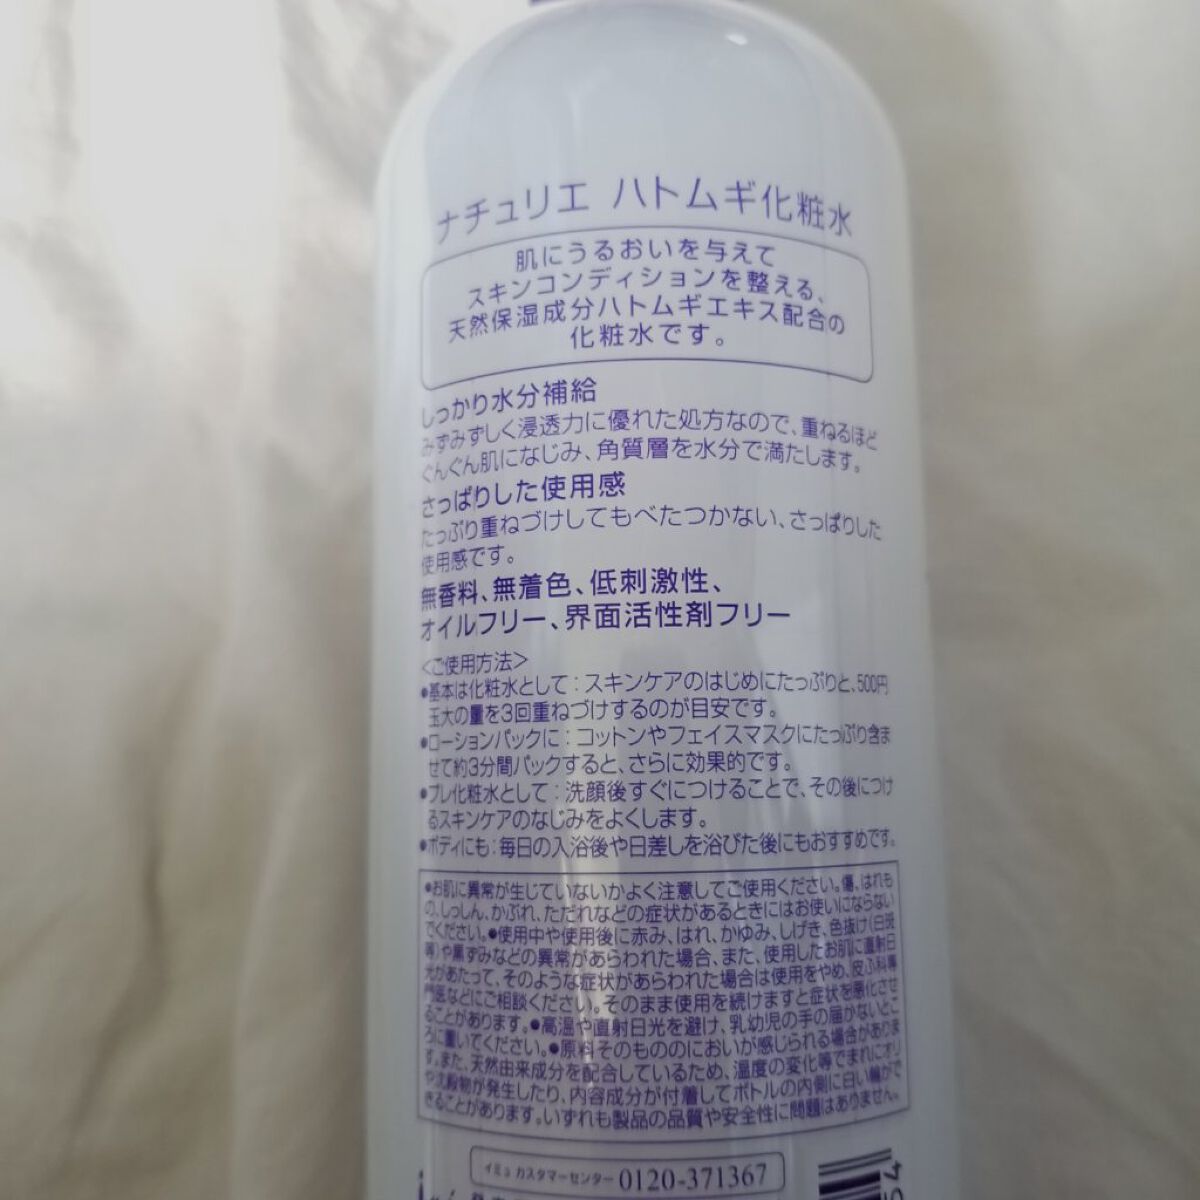 ナチュリエ ハトムギ化粧水
肌にうるおいを与えて
スキンコンディションを整える、
天然保湿成分ハトムギエキス配合の
化粧水です。
しっかり水分補給
みずみずしく浸透力に優れた処方なので、重ねるほど
ぐんぐん肌になじみ、角質層を水分で満たします。
さっぱりした使用感
たっぷり重ねづけしてもべたつかない、さっぱりした
使用感です。
無香料、無着色、低刺激性、
オイルフリー、界面活性剤フリー
＜ご使用方法＞
●基本は化粧水として：スキンケアのはじめにたっぷりと、500円
玉大の量を3回重ねづけするのが目安です。
●ローションパックに：コットンやフェイスマスクにたっぷり含ま
せて約3分間パックすると、さらに効果的です。
●プレ化粧水として：洗顔後すぐにつけることで、その後につけ
るスキンケアのなじみをよくします。
●ボディにも：毎日の入浴後や日差しを浴びた後にもおすすめです。
●お肌に異常が生じていないかよく注意してご使用ください。傷、はれも
の、しっしん、かぶれ、ただれなどの症状があるときにはお使いにならない
でください。●使用中や使用後に赤み、はれ、かゆみ、しげき、色抜け(白斑
等)や黒ずみなどの異常があらわれた場合、また、使用したお肌に直射日
光があたって、そのような症状があらわれた場合は使用をやめ、皮ふ科専
門医などにご相談ください。そのまま使用を続けますと症状を悪化させ
ることがあります。●高温や直射日光を避け、乳幼児の手の届かないとこ
ろに置いてください。●原料そのもののにおいが感じられる場合がありま
す。また、天然由来成分を配合しているため、温度の変化等でまれにオリ
や沈殿物が発生したり、内容成分が付着してボトルの内側に白い輪がで
きることがあります。いずれも製品の品質や安全性に問題はありません。
イミュ カスタマーセンター 0120-371367